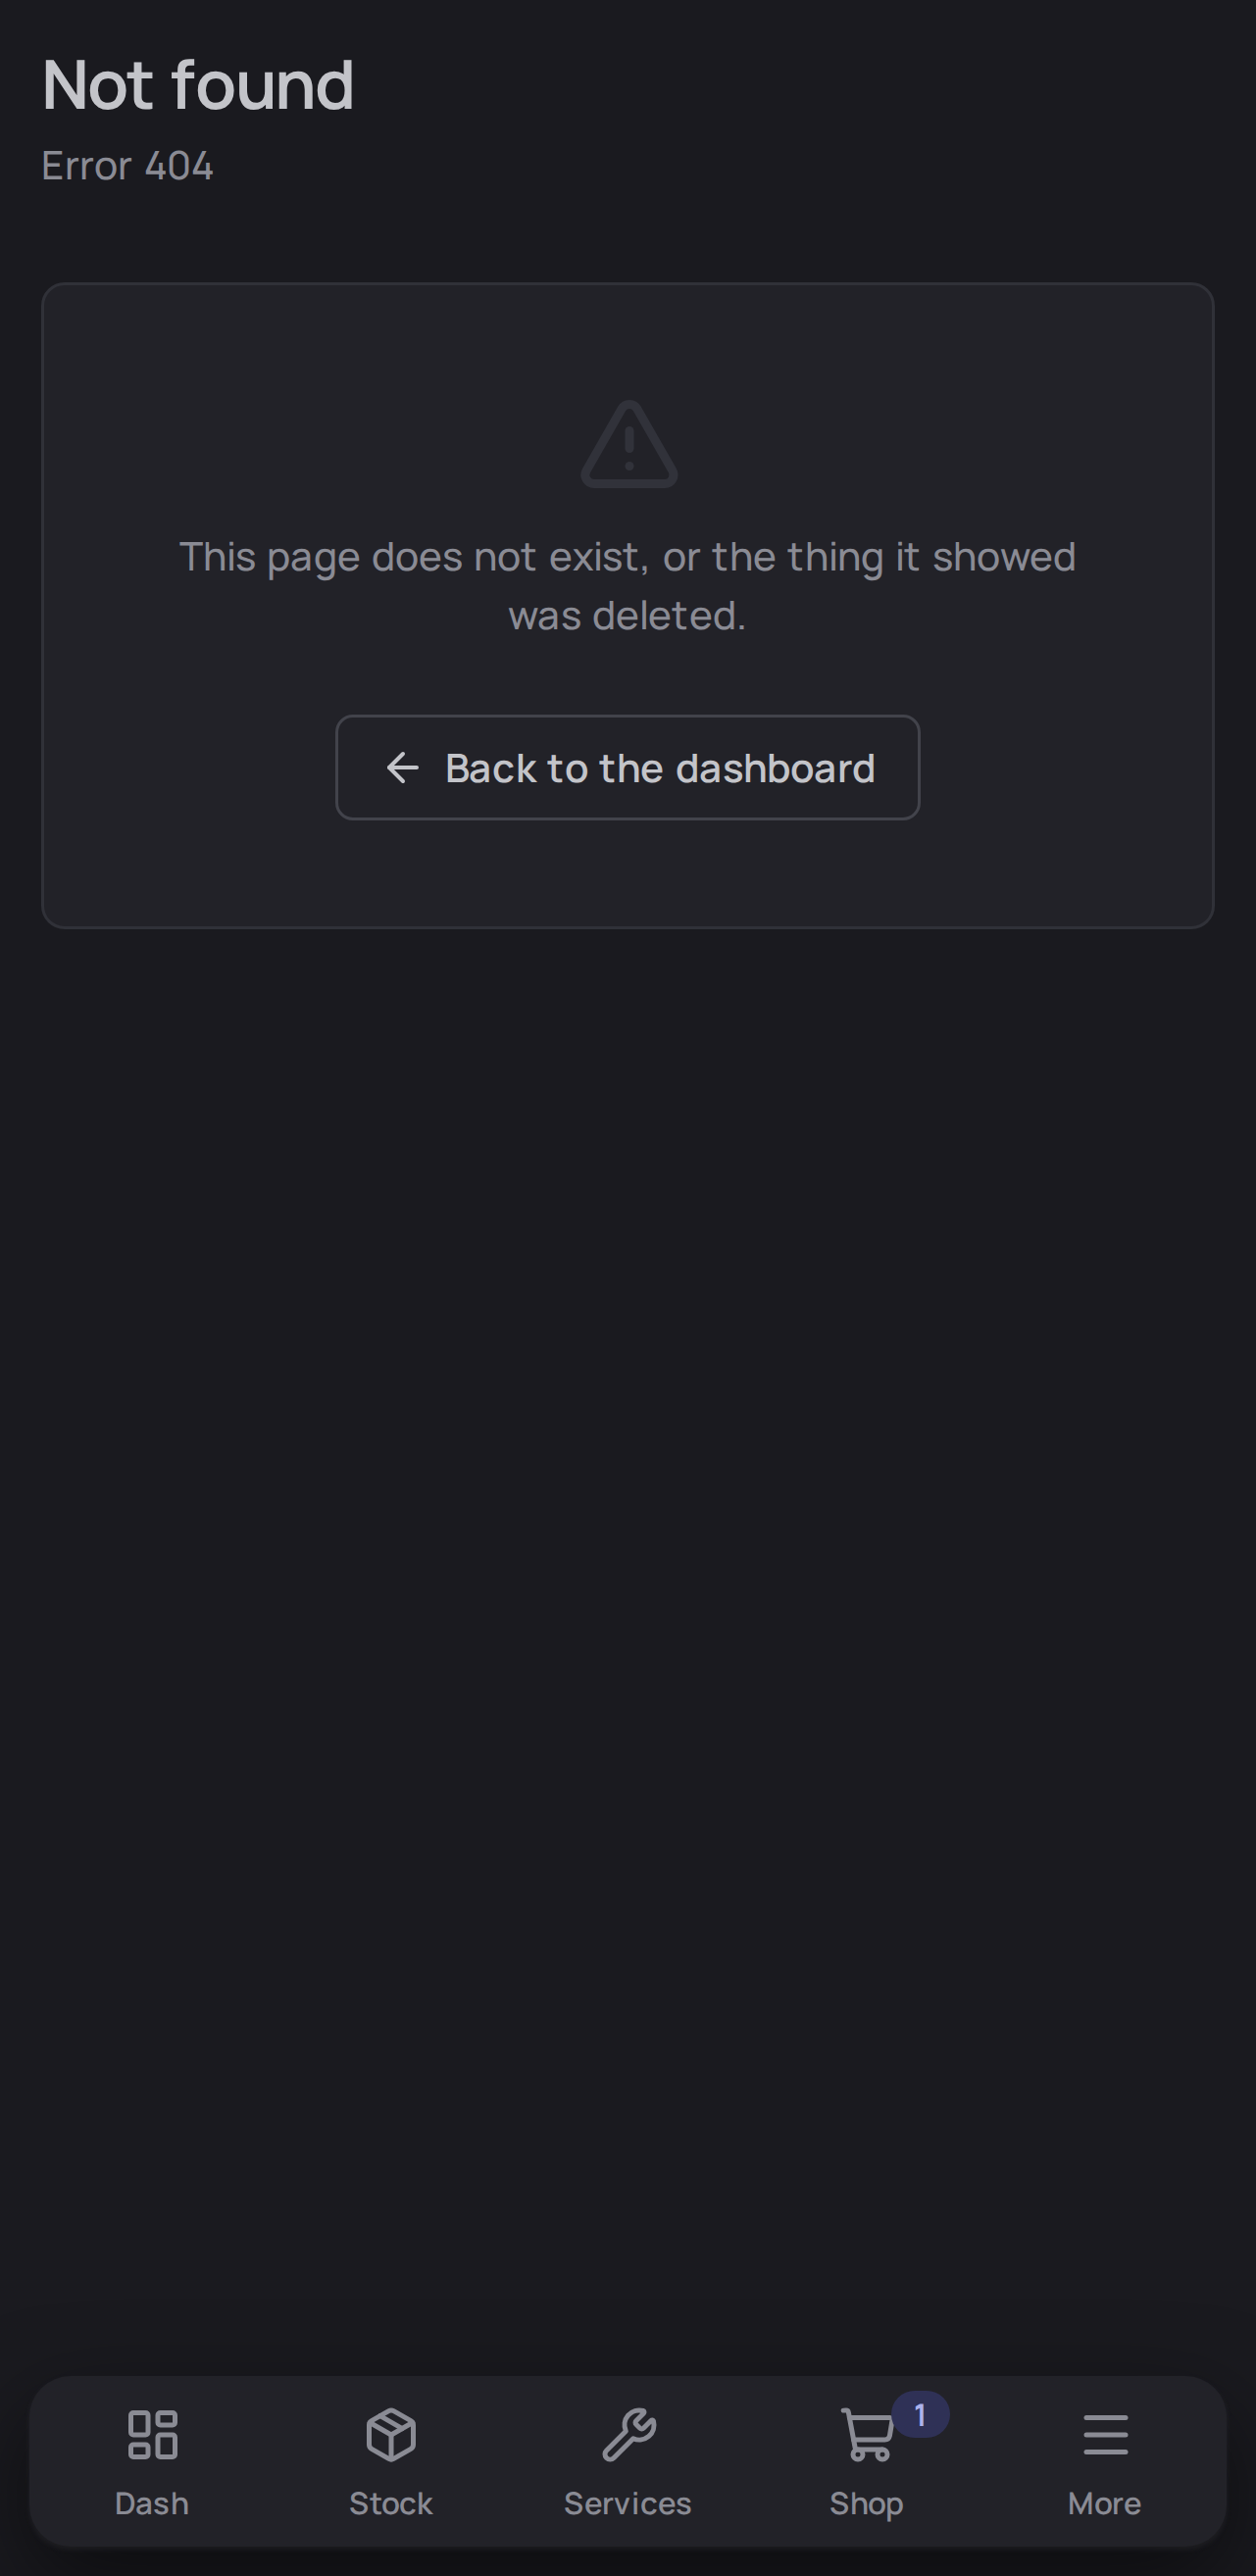 Not found
Error 404
This page does not exist, or the thing it showed
was deleted.
Back to the dashboard
1
Dash
Stock
Services
Shop
More